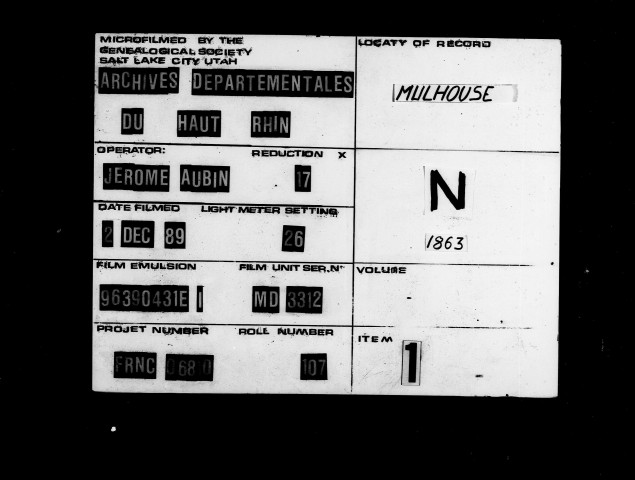 MICROFILMED BY THE
GENEALOGICAL SOCIETY
SALT LAKE CITY UTAH
ARCHIVES DEPARTEMENTALES
DU HAUT RHIN
OPERATOR: REDUCTION X
JEROME AUBIN 17
DATE FILMED LIGHT METER SETTING
2 DEC 89 26
FILM EMULSION FILM UNIT SER.N°
96390431E 1
MD 3312
PROJET NUMBER ROLL NUMBER
FRNC 0680 107
LOCATY OF RECORD
MULHOUSE
N
1863
VOLUME
ITEM
1